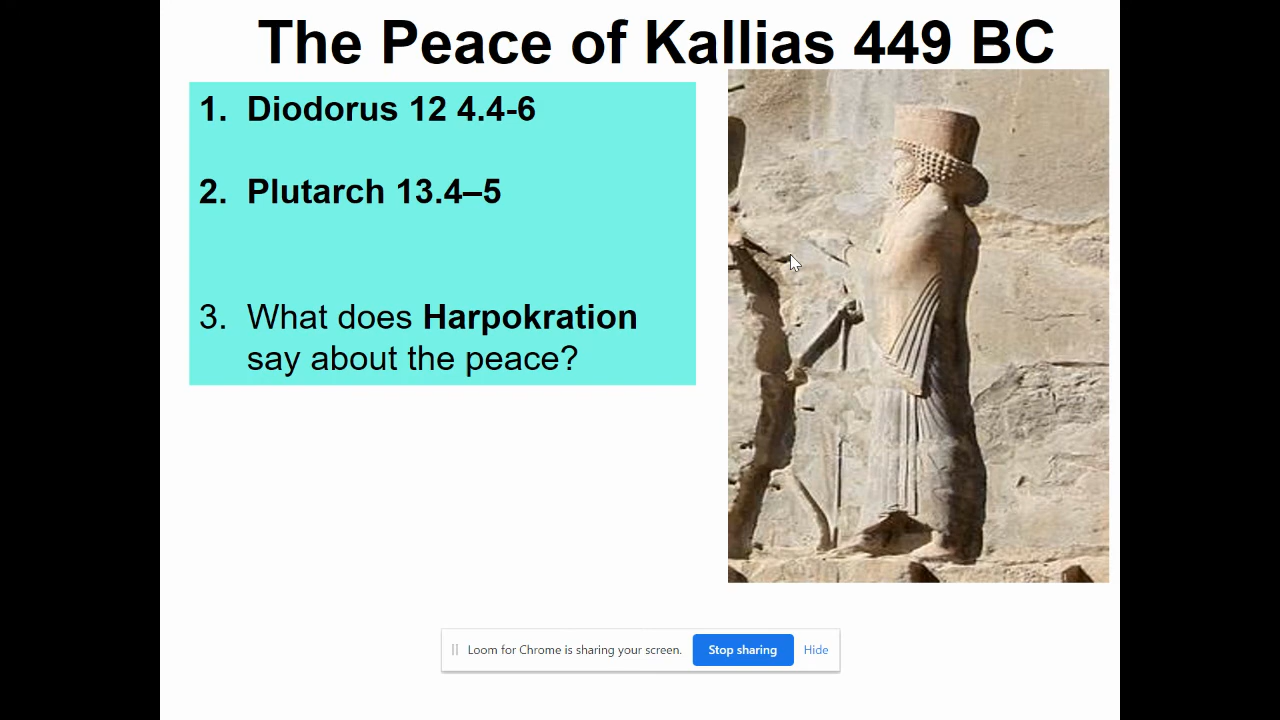 The Peace of Kallias 449 BC
1. Diodorus 12 4.4-6
2. Plutarch 13.4–5
3. What does Harpokration
say about the peace?
Loom for Chrome is sharing your screen. Stop sharing Hide